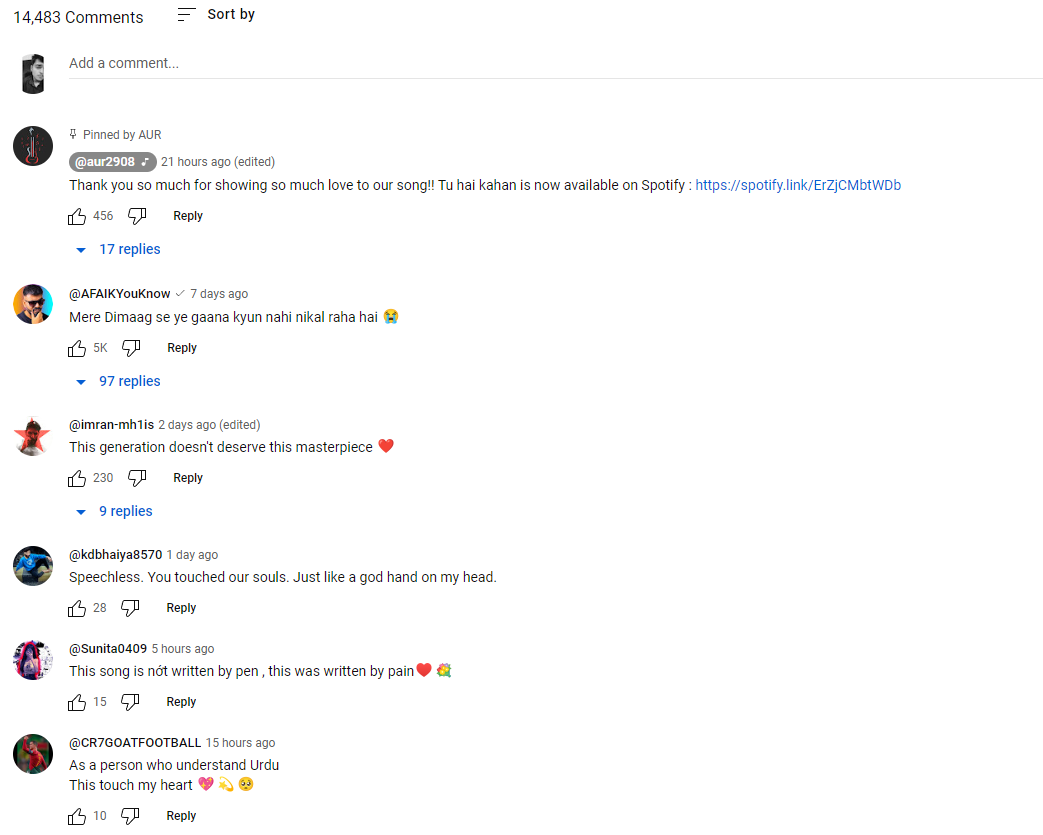 14,483 Comments Sort by
Add a comment...
Pinned by AUR
@aur2908 21 hours ago (edited)
Thank you so much for showing so much love to our song!! Tu hai kahan is now available on Spotify : https://spotify.link/ErZjCMbtWDb
456 Reply
17 replies
@AFAIKYouKnow 7 days ago
Mere Dimaag se ye gaana kyun nahi nikal raha hai 😭
5K Reply
97 replies
@imran-mh1is 2 days ago (edited)
This generation doesn't deserve this masterpiece ❤️
230 Reply
9 replies
@kdbhaiya8570 1 day ago
Speechless. You touched our souls. Just like a god hand on my head.
28 Reply
@Sunita0409 5 hours ago
This song is nót written by pen , this was written by pain❤️ 💐
15 Reply
@CR7GOATFOOTBALL 15 hours ago
As a person who understand Urdu
This touch my heart 💖 💫 🥺
10 Reply